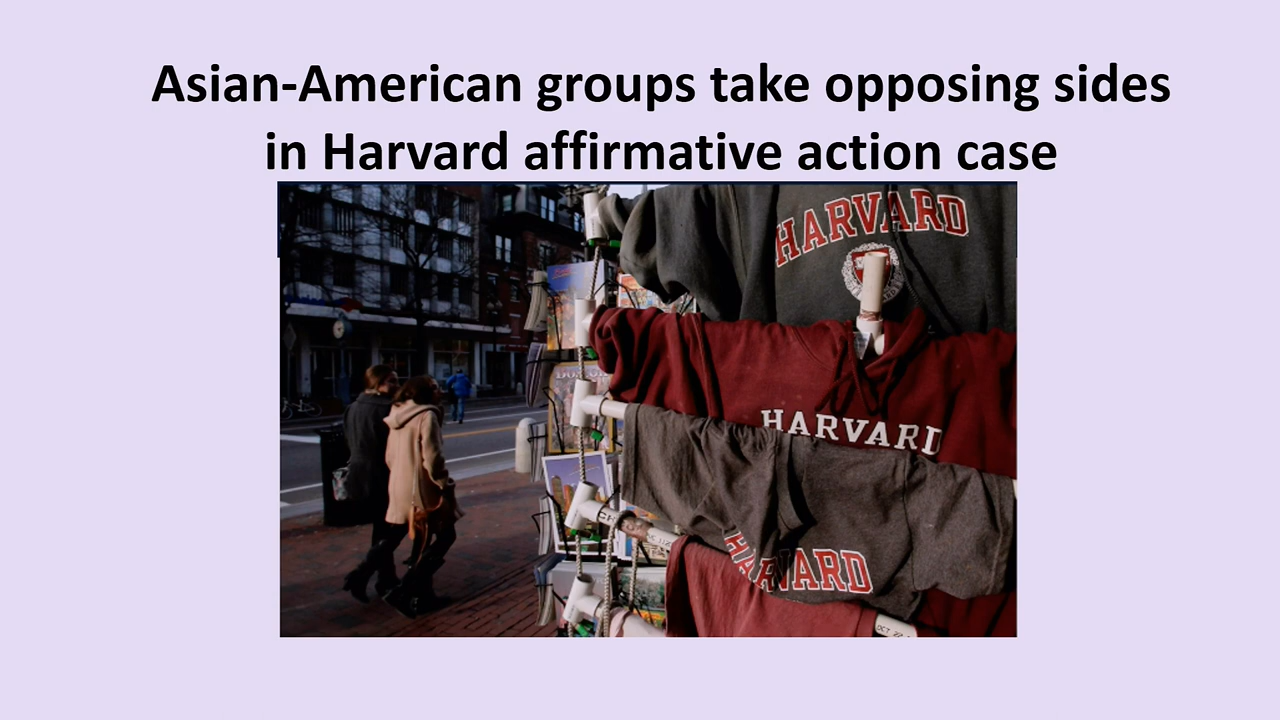 Asian-American groups take opposing sides
in Harvard affirmative action case
HARVARD
HARVARD
HARVARD